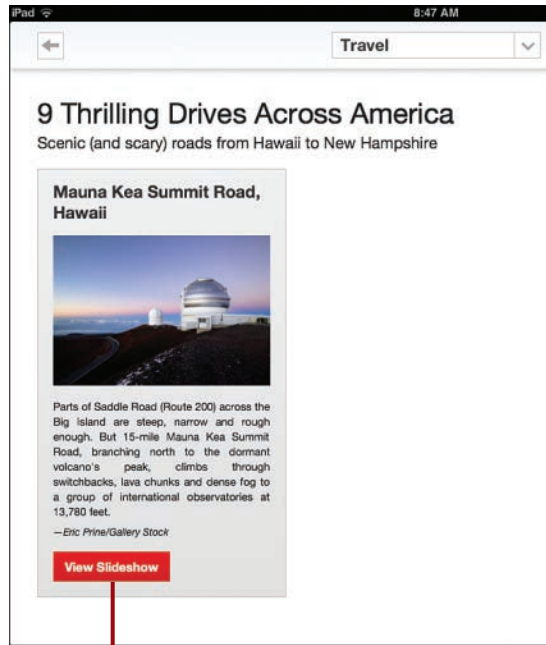 iPad 8:47 AM
Travel
9 Thrilling Drives Across America
Scenic (and scary) roads from Hawaii to New Hampshire
Mauna Kea Summit Road,
Hawaii
Parts of Saddle Road (Route 200) across the
Big Island are steep, narrow and rough
enough. But 15-mile Mauna Kea Summit
Road, branching north to the dormant
volcano's peak, climbs through
switchbacks, lava chunks and dense fog to
a group of international observatories at
13,780 feet.
—Eric Prine/Gallery Stock
View Slideshow